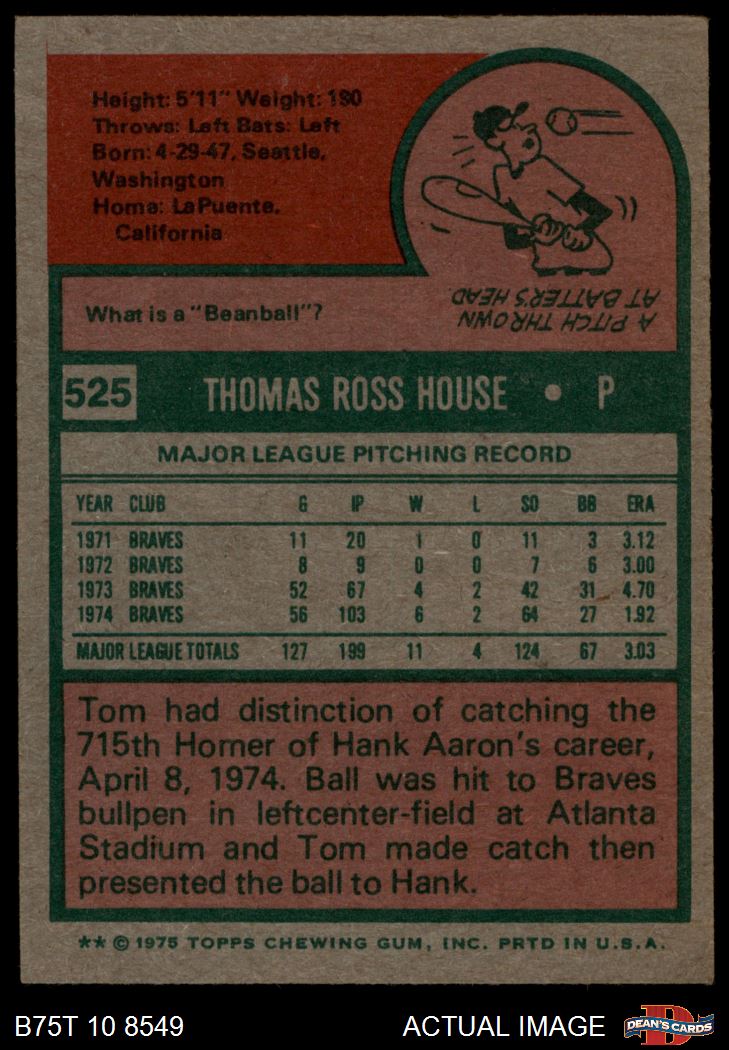 Height: 5'11" Weight: 190
Throws: Left Bats: Left
Born: 4-29-47, Seattle,
Washington
Home: LaPuente,
California
What is a "Beanball"?
A PITCH THROWN
AT BATTER'S HEAD
525 THOMAS ROSS HOUSE • P
MAJOR LEAGUE PITCHING RECORD
YEAR CLUB G IP W L SO BB ERA
1971 BRAVES 11 20 1 0 11 3 3.12
1972 BRAVES 8 9 0 0 7 6 3.00
1973 BRAVES 52 67 4 2 42 31 4.70
1974 BRAVES 56 103 6 2 64 27 1.92
MAJOR LEAGUE TOTALS 127 199 11 4 124 67 3.03
Tom had distinction of catching the
715th Homer of Hank Aaron's career,
April 8, 1974. Ball was hit to Braves
bullpen in leftcenter-field at Atlanta
Stadium and Tom made catch then
presented the ball to Hank.
** © 1975 TOPPS CHEWING GUM, INC. PRTD IN U.S.A.
B75T 10 8549 ACTUAL IMAGE DEAN'S CARDS